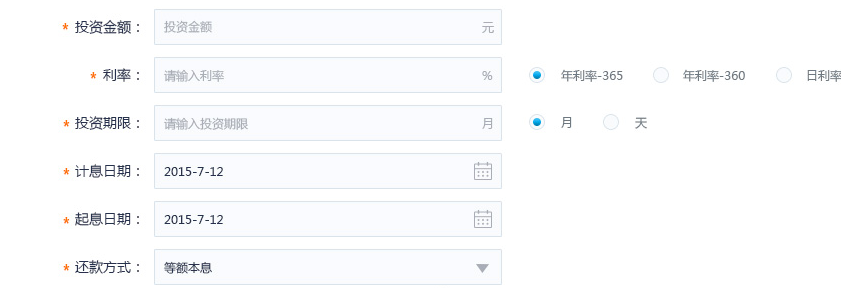 * 投资金额： 投资金额 元
* 利率： 请输入利率 % 年利率-365 年利率-360 日利率
* 投资期限： 请输入投资期限 月 月 天
* 计息日期： 2015-7-12
* 起息日期： 2015-7-12
* 还款方式： 等额本息